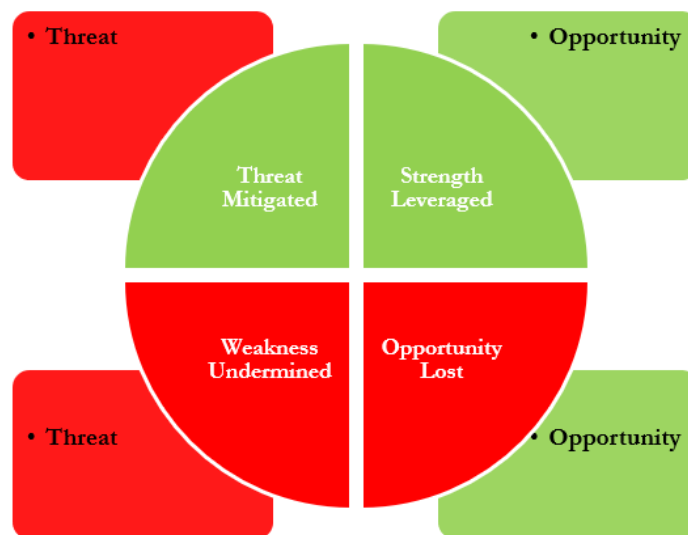 • Threat
• Opportunity
Threat
Mitigated
Strength
Leveraged
Weakness
Undermined
Opportunity
Lost
• Threat
• Opportunity